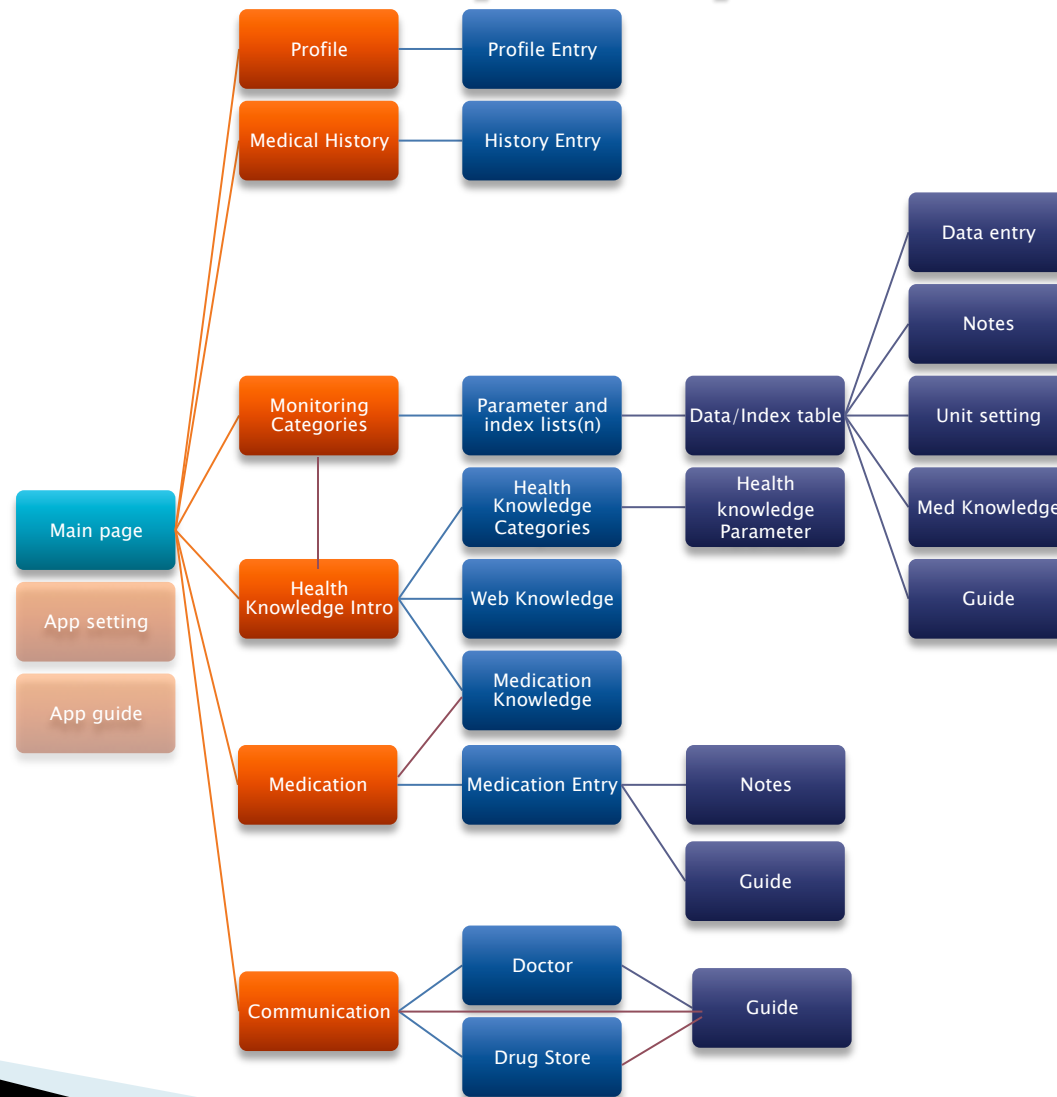 Profile
Profile Entry
Medical History
History Entry
Data entry
Notes
Monitoring
Categories
Parameter and
index lists(n)
Data/Index table
Unit setting
Main page
Health
Knowledge
Categories
Health
knowledge
Parameter
Med Knowledge
App setting
Health
Knowledge Intro
Web Knowledge
Guide
App guide
Medication
Knowledge
Medication
Medication Entry
Notes
Guide
Doctor
Communication
Guide
Drug Store